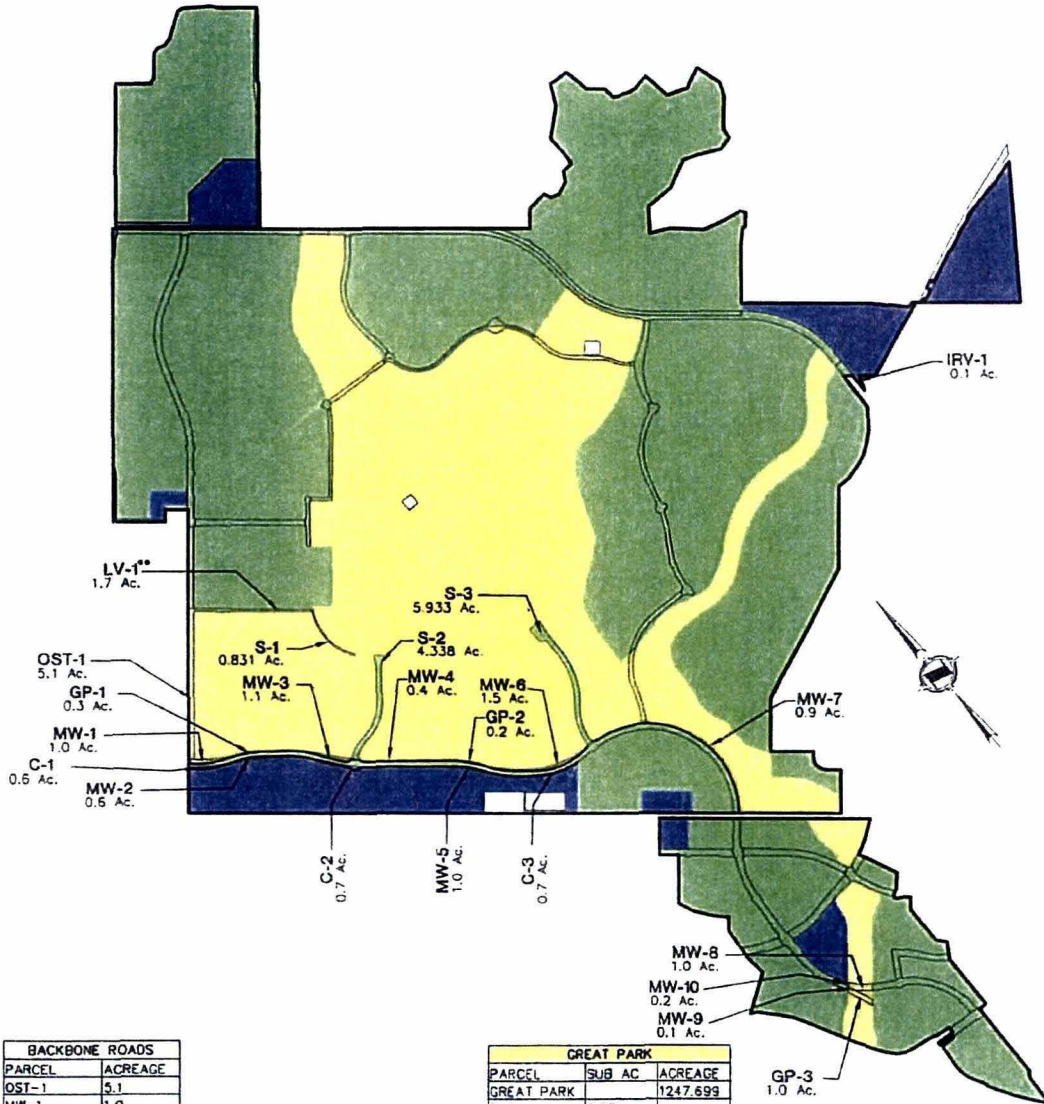 IRV-1
0.1 Ac.
LV-1**
1.7 Ac.
S-3
5.933 Ac.
S-1
0.831 Ac.
S-2
4.338 Ac.
OST-1
5.1 Ac.
GP-1
0.3 Ac.
MW-1
1.0 Ac.
C-1
0.6 Ac.
MW-2
0.6 Ac.
MW-3
1.1 Ac.
MW-4
0.4 Ac.
MW-6
1.5 Ac.
GP-2
0.2 Ac.
MW-7
0.9 Ac.
C-2
0.7 Ac.
MW-5
1.0 Ac.
C-3
0.7 Ac.
MW-8
1.0 Ac.
MW-10
0.2 Ac.
MW-9
0.1 Ac.
GP-3
1.0 Ac.
BACKBONE ROADS
PARCEL ACREAGE
OST-1 5.1
GREAT PARK
PARCEL SUB AC ACREAGE
GREAT PARK 1247.699